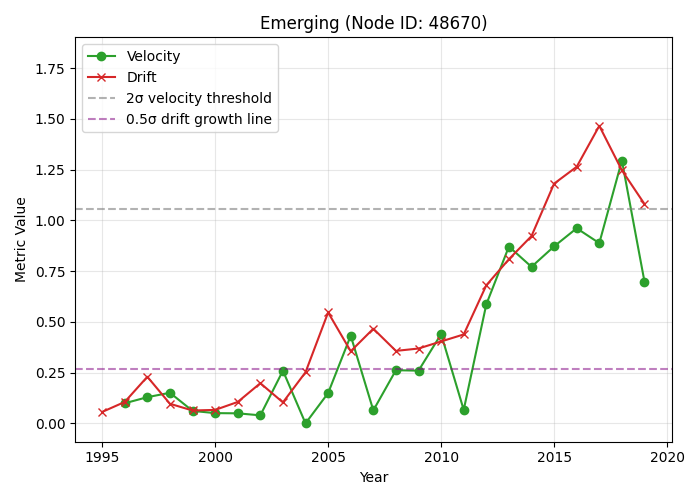 Emerging (Node ID: 48670)
Velocity
Drift
2σ velocity threshold
0.5σ drift growth line
Metric Value
1.75
1.50
1.25
1.00
0.75
0.50
0.25
0.00
1995
2000
2005
2010
2015
2020
Year